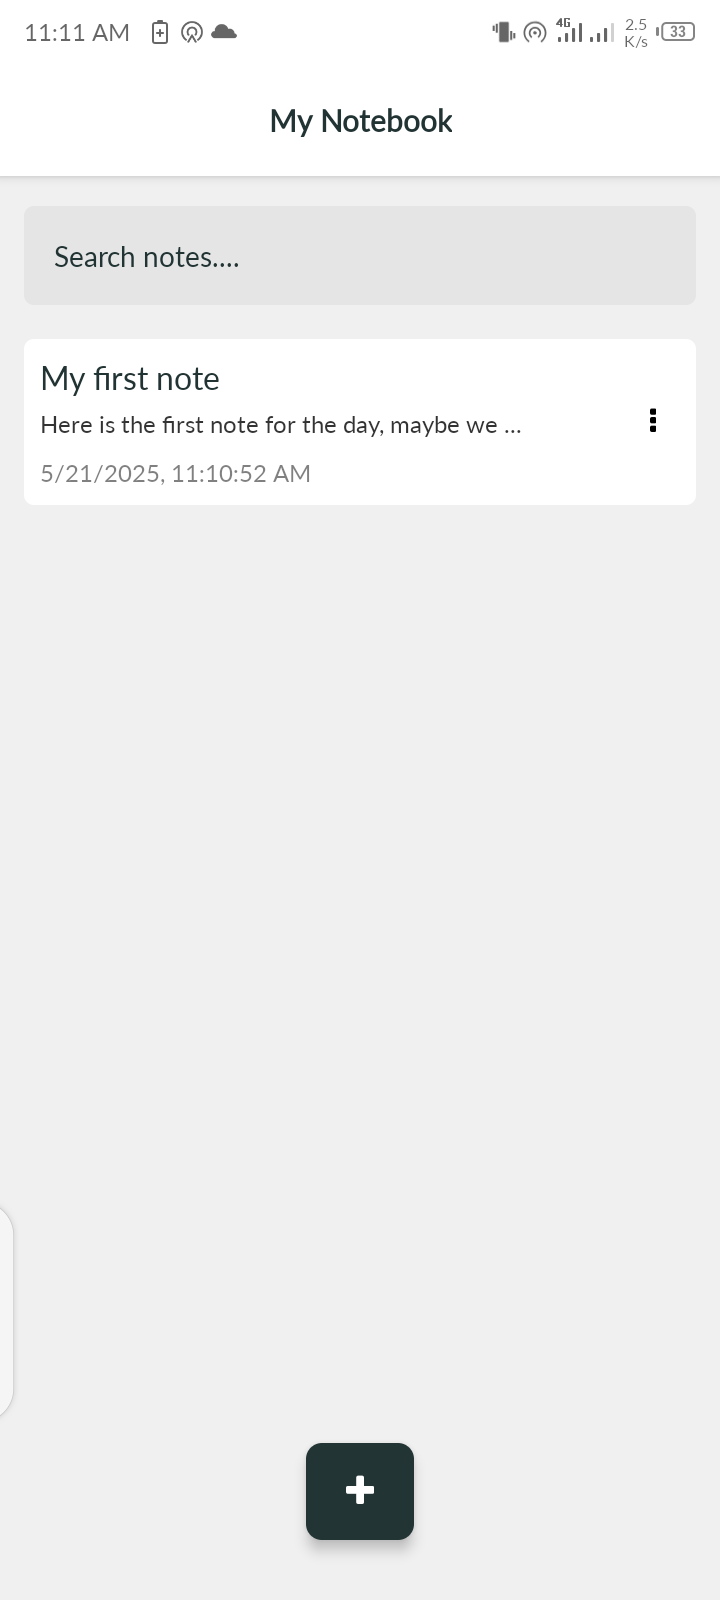 11:11 AM
4G
2.5
K/s
33
My Notebook
Search notes....
My first note
Here is the first note for the day, maybe we ...
5/21/2025, 11:10:52 AM